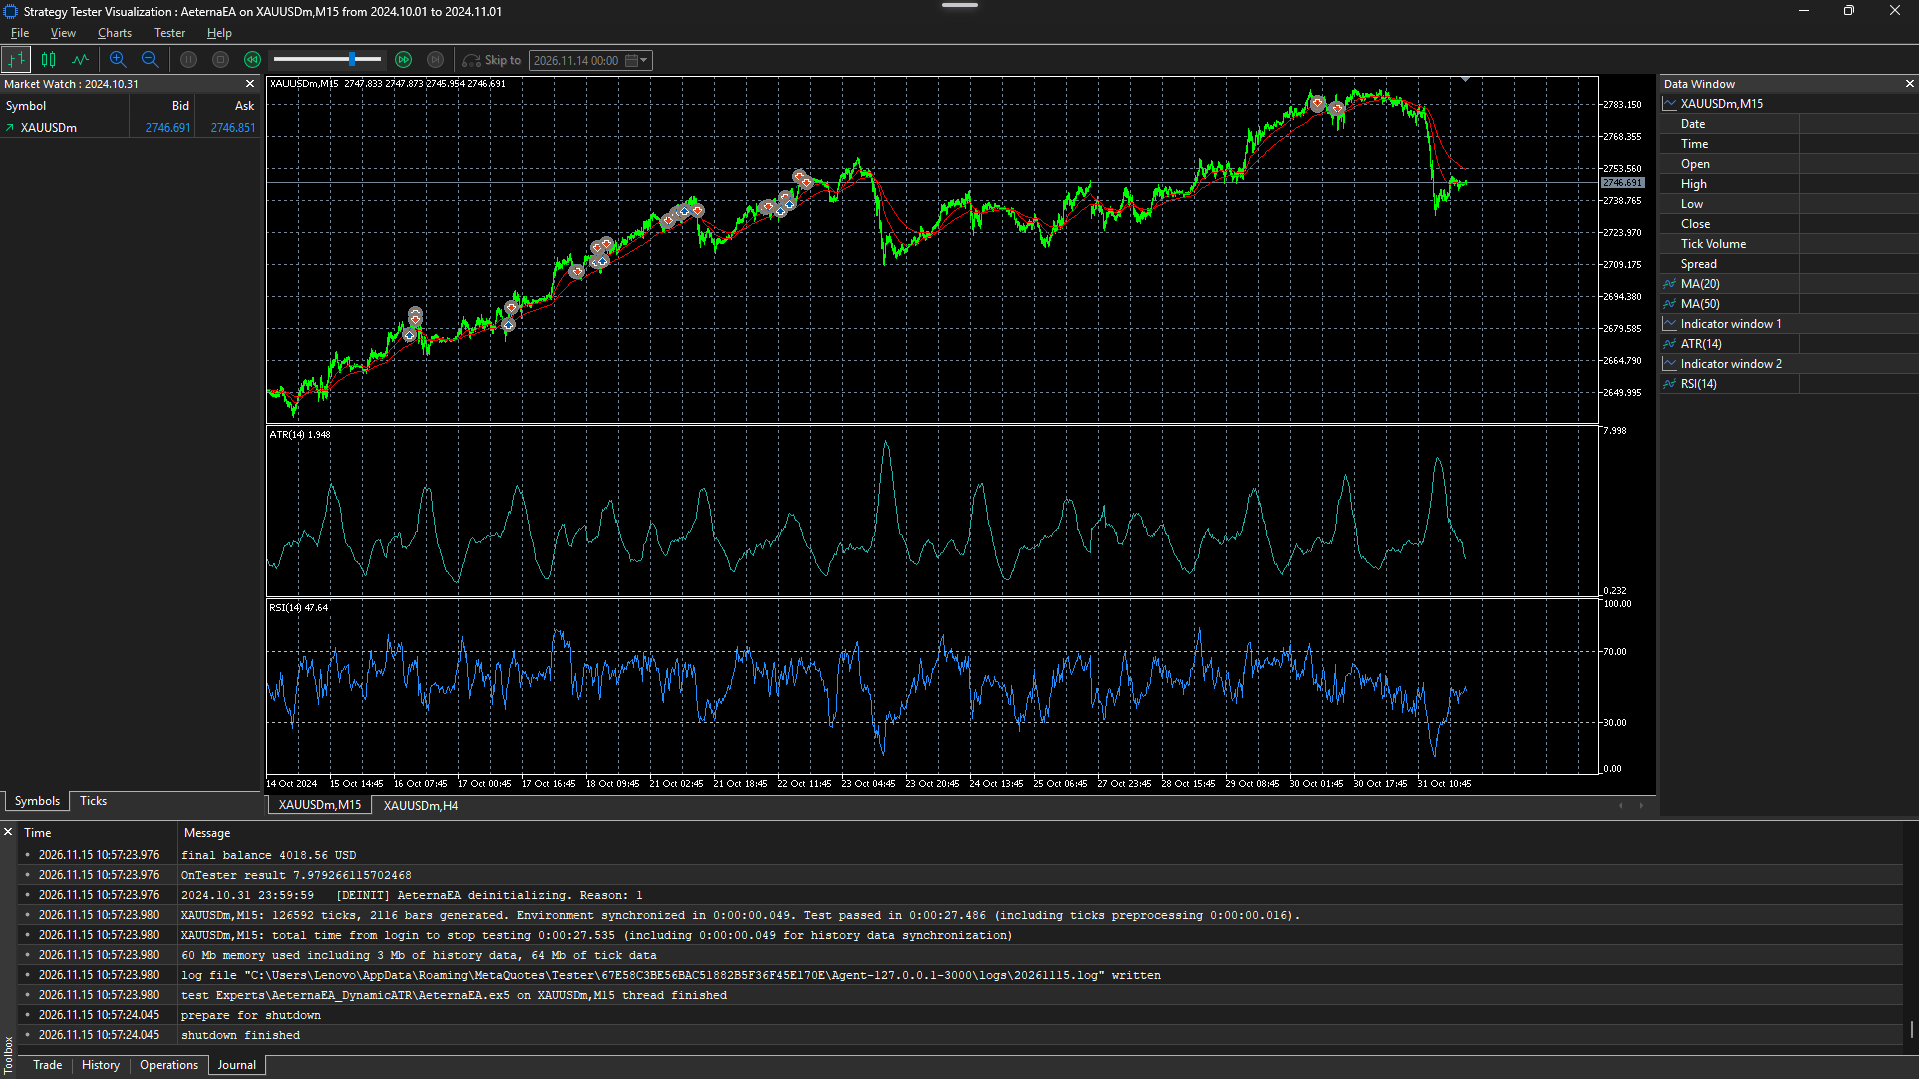 Strategy Tester Visualization : AeternaEA on XAUUSDm,M15 from 2024.10.01 to 2024.11.01
File View Charts Tester Help
Skip to 2026.11.14 00:00
Market Watch : 2024.10.31
Symbol Bid Ask
XAUUSDm 2746.691 2746.851
Symbols Ticks
XAUUSDm,M15 2747.833 2747.873 2745.954 2746.691
2783.150
2768.355
2753.560
2746.691
2738.765
2723.970
2709.175
2694.380
2679.585
2664.790
2649.995
ATR(14) 1.948
7.998
0.232
RSI(14) 47.64
100.00
70.00
30.00
0.00
14 Oct 2024 15 Oct 14:45 16 Oct 07:45 17 Oct 00:45 17 Oct 16:45 18 Oct 09:45 21 Oct 02:45 21 Oct 18:45 22 Oct 11:45 23 Oct 04:45 23 Oct 20:45 24 Oct 13:45 25 Oct 06:45 27 Oct 23:45 28 Oct 15:45 29 Oct 08:45 30 Oct 01:45 30 Oct 17:45 31 Oct 10:45
XAUUSDm,M15 XAUUSDm,H4
Data Window
XAUUSDm,M15
Date
Time
Open
High
Low
Close
Tick Volume
Spread
MA(20)
MA(50)
Indicator window 1
ATR(14)
Indicator window 2
RSI(14)
Time Message
2026.11.15 10:57:23.976 final balance 4018.56 USD
2026.11.15 10:57:23.976 OnTester result 7.979266115702468
2026.11.15 10:57:23.976 2024.10.31 23:59:59 [DEINIT] AeternaEA deinitializing. Reason: 1
2026.11.15 10:57:23.980 XAUUSDm,M15: 126592 ticks, 2116 bars generated. Environment synchronized in 0:00:00.049. Test passed in 0:00:27.486 (including ticks preprocessing 0:00:00.016).
2026.11.15 10:57:23.980 XAUUSDm,M15: total time from login to stop testing 0:00:27.535 (including 0:00:00.049 for history data synchronization)
2026.11.15 10:57:23.980 60 Mb memory used including 3 Mb of history data, 64 Mb of tick data
2026.11.15 10:57:23.980 log file "C:\Users\Lenovo\AppData\Roaming\MetaQuotes\Tester\67E58C3BE56BAC51882B5F36F45E170E\Agent-127.0.0.1-3000\logs\20261115.log" written
2026.11.15 10:57:23.980 test Experts\AeternaEA_DynamicATR\AeternaEA.ex5 on XAUUSDm,M15 thread finished
2026.11.15 10:57:24.045 prepare for shutdown
2026.11.15 10:57:24.045 shutdown finished
Toolbox
Trade History Operations Journal